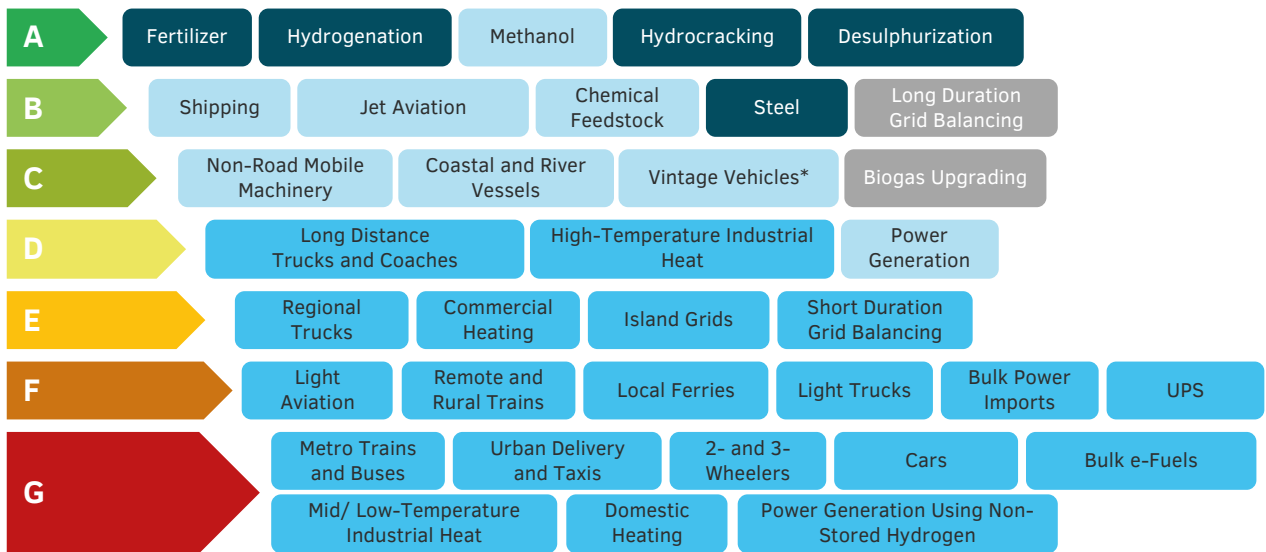 A
Fertilizer
Hydrogenation
Methanol
Hydrocracking
Desulphurization
B
Shipping
Jet Aviation
Chemical
Feedstock
Steel
Long Duration
Grid Balancing
C
Non-Road Mobile
Machinery
Coastal and River
Vessels
Vintage Vehicles*
Biogas Upgrading
D
Long Distance
Trucks and Coaches
High-Temperature Industrial
Heat
Power
Generation
E
Regional
Trucks
Commercial
Heating
Island Grids
Short Duration
Grid Balancing
F
Light
Aviation
Remote and
Rural Trains
Local Ferries
Light Trucks
Bulk Power
Imports
UPS
G
Metro Trains
and Buses
Urban Delivery
and Taxis
2- and 3-
Wheelers
Cars
Bulk e-Fuels
Mid/ Low-Temperature
Industrial Heat
Domestic
Heating
Power Generation Using Non-
Stored Hydrogen